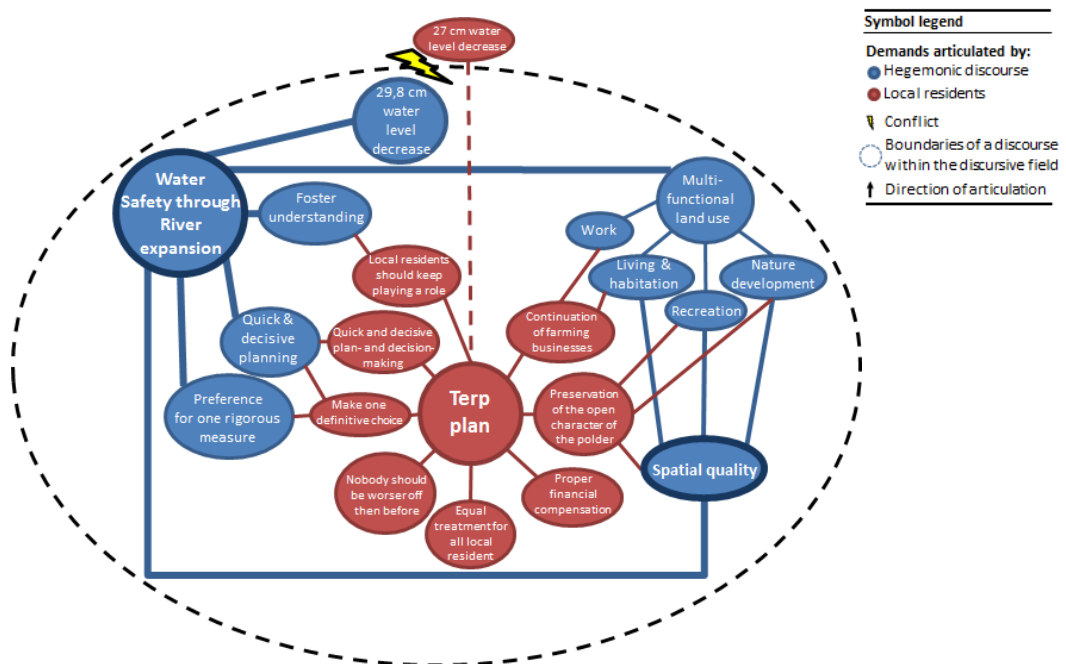 27 cm water
level decrease
29,8 cm
water
level
decrease
Water
Safety through
River
expansion
Foster
understanding
Local residents
should keep
playing a role
Quick &
decisive
planning
Quick and decisive
plan- and decision-
making
Preference
for one rigorous
measure
Make one
definitive choice
Terp
plan
Nobody should
be worser off
then before
Equal
treatment for
all local
resident
Proper
financial
compensation
Preservation
of the open
character of
the polder
Continuation
of farming
businesses
Work
Multi-
functional
land use
Living &
habitation
Recreation
Nature
development
Spatial quality
Symbol legend
Demands articulated by:
Hegemonic discourse
Local residents
Conflict
Boundaries of a discourse
within the discursive field
Direction of articulation